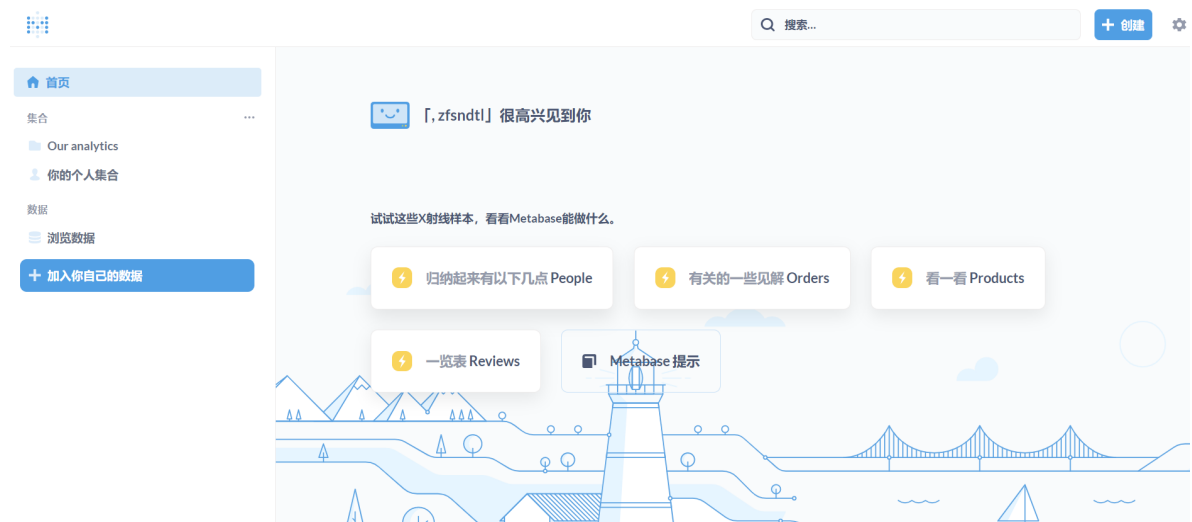 搜索...
创建
首页
集合
...
Our analytics
你的个人集合
数据
浏览数据
加入你自己的数据
「, zfsndtl」很高兴见到你
试试这些X射线样本，看看Metabase能做什么。
归纳起来有以下几点 People
有关的一些见解 Orders
看一看 Products
一览表 Reviews
Metabase 提示